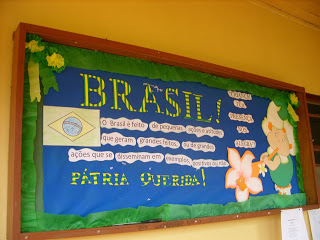 BRASIL!
O Brasil é feito de pequenas ações e atitudes
que geram grandes feitos, ou de grandes
ações que se disseminam em exemplos, positivos ou não.
PÁTRIA QUERIDA!